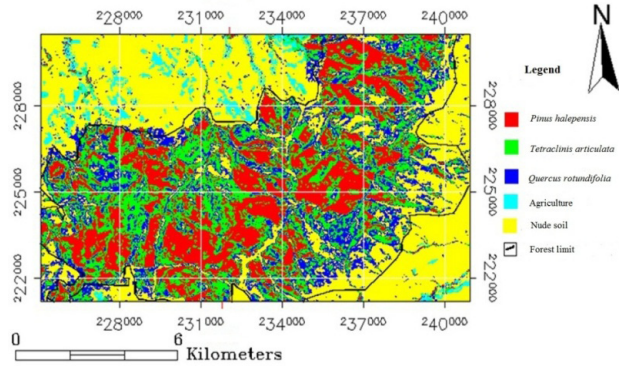 228000 231000 234000 237000 240000
N
Legend
228000 228000
Pinus halepensis
Tetraclinis articulata
225000 225000
Quercus rotundifolia
Agriculture
Nude soil
Forest limit
222000 222000
228000 231000 234000 237000 240000
0 6
Kilometers